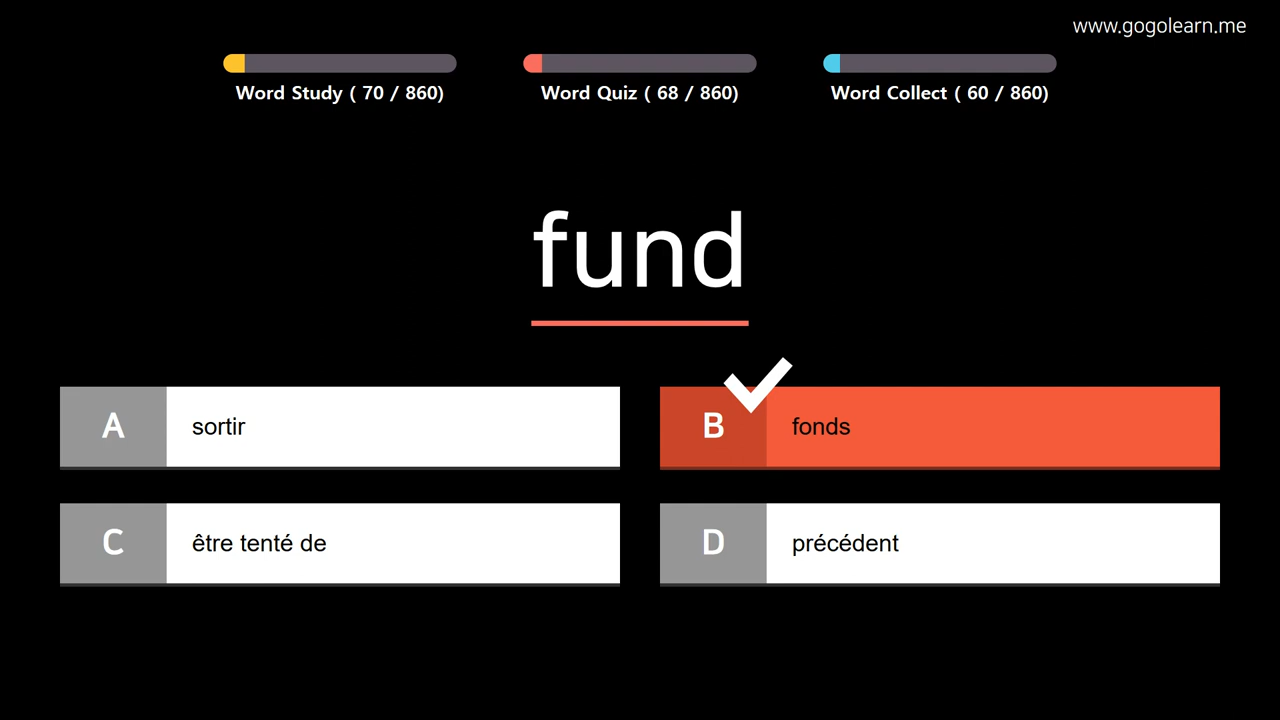 www.gogolearn.me
Word Study ( 70 / 860)
Word Quiz ( 68 / 860)
Word Collect ( 60 / 860)
fund
A
sortir
B
fonds
C
être tenté de
D
précédent